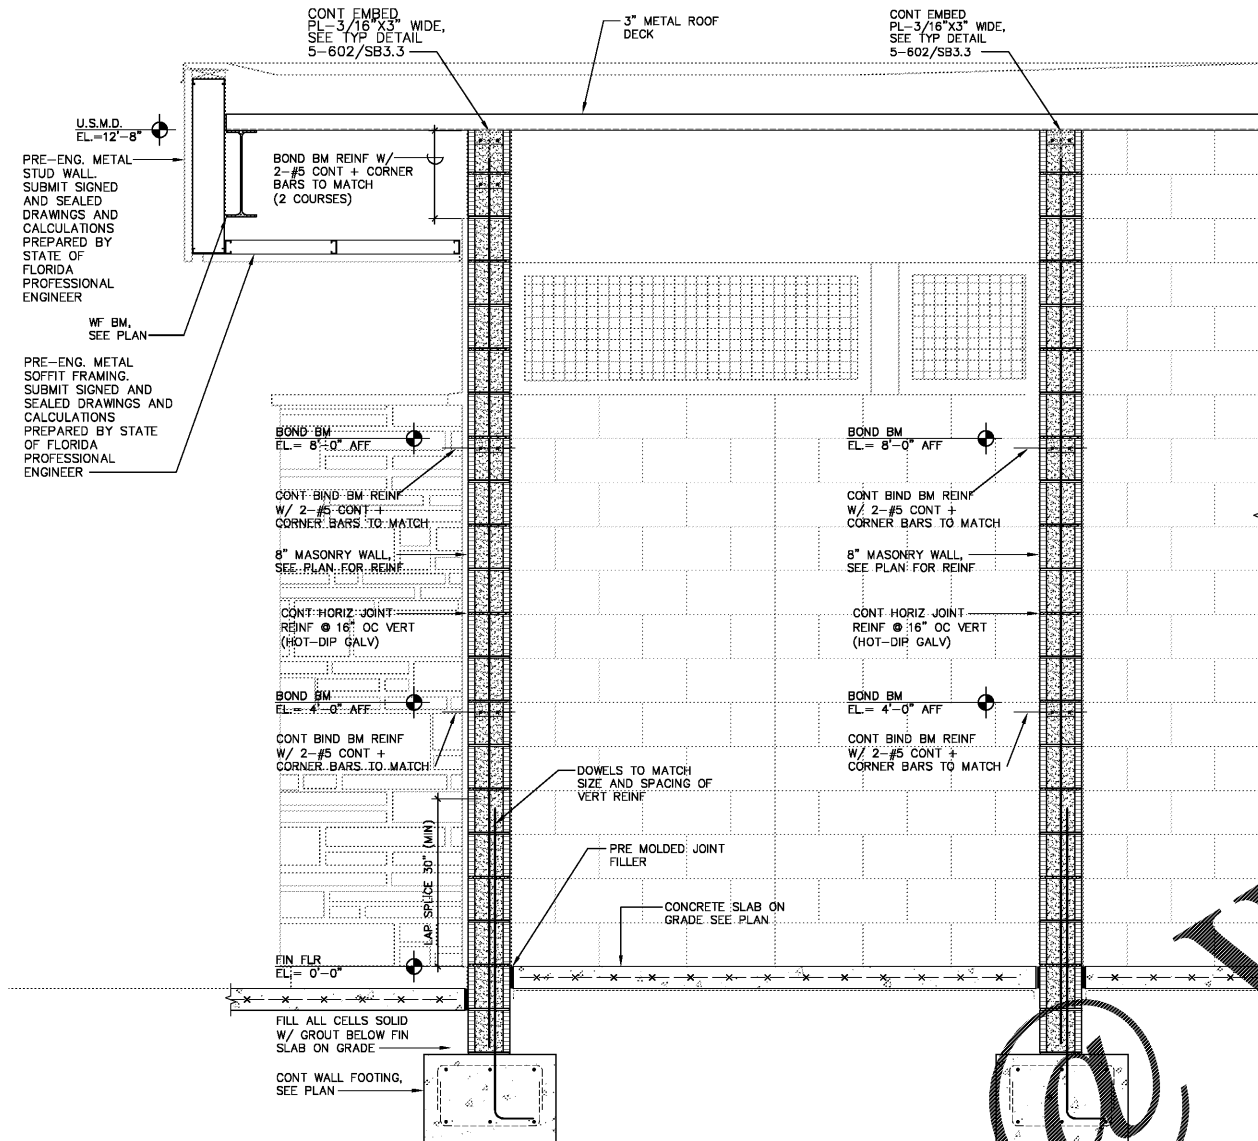 CONT EMBED
PL-3/16"X3" WIDE,
SEE TYP DETAIL
5-602/SB3.3
3" METAL ROOF
DECK
CONT EMBED
PL-3/16"X3" WIDE,
SEE TYP DETAIL
5-602/SB3.3
U.S.M.D.
EL.=12'-8"
PRE-ENG. METAL
STUD WALL.
SUBMIT SIGNED
AND SEALED
DRAWINGS AND
CALCULATIONS
PREPARED BY
STATE OF
FLORIDA
PROFESSIONAL
ENGINEER
BOND BM REINF W/
2-#5 CONT + CORNER
BARS TO MATCH
(2 COURSES)
WF BM,
SEE PLAN
PRE-ENG. METAL
SOFFIT FRAMING.
SUBMIT SIGNED AND
SEALED DRAWINGS AND
CALCULATIONS
PREPARED BY STATE
OF FLORIDA
PROFESSIONAL
ENGINEER
BOND BM
EL.= 8'-0" AFF
BOND BM
EL.= 8'-0" AFF
CONT BIND BM REINF
W/ 2-#5 CONT +
CORNER BARS TO MATCH
CONT BIND BM REINF
W/ 2-#5 CONT +
CORNER BARS TO MATCH
8" MASONRY WALL,
SEE PLAN FOR REINF
8" MASONRY WALL,
SEE PLAN FOR REINF
CONT HORIZ JOINT
REINF @ 16" OC VERT
(HOT-DIP GALV)
CONT HORIZ JOINT
REINF @ 16" OC VERT
(HOT-DIP GALV)
BOND BM
EL.= 4'-0" AFF
BOND BM
EL.= 4'-0" AFF
CONT BIND BM REINF
W/ 2-#5 CONT +
CORNER BARS TO MATCH
CONT BIND BM REINF
W/ 2-#5 CONT +
CORNER BARS TO MATCH
DOWELS TO MATCH
SIZE AND SPACING OF
VERT REINF
LAP SPLICE 30" (MIN)
PRE MOLDED JOINT
FILLER
CONCRETE SLAB ON
GRADE SEE PLAN
FIN FLR
EL.= 0'-0"
FILL ALL CELLS SOLID
W/ GROUT BELOW FIN
SLAB ON GRADE
CONT WALL FOOTING,
SEE PLAN
@